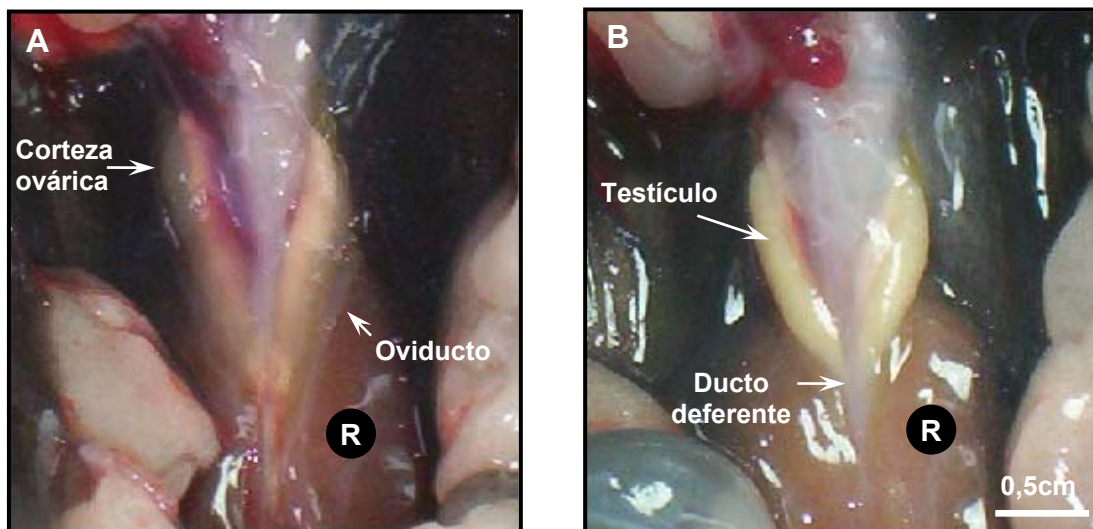 A
Corteza
ovárica
Oviducto
R
B
Testículo
Ducto
deferente
R
0,5cm